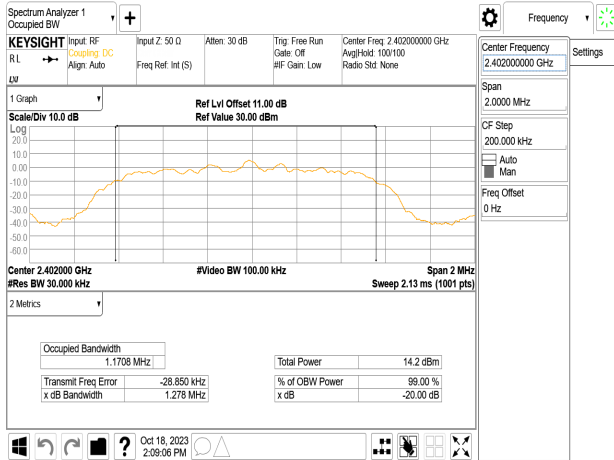 Spectrum Analyzer 1
Occupied BW
KEYSIGHT
R L
Input: RF
Coupling: DC
Align: Auto
Input Z: 50 Ω
Freq Ref: Int (S)
Atten: 30 dB
Trig: Free Run
Gate: Off
#IF Gain: Low
Center Freq: 2.402000000 GHz
Avg|Hold: 100/100
Radio Std: None
1 Graph
Scale/Div 10.0 dB
Ref Lvl Offset 11.00 dB
Ref Value 30.00 dBm
Log
20.0
10.0
0.00
-10.0
-20.0
-30.0
-40.0
-50.0
-60.0
Center 2.402000 GHz
#Res BW 30.000 kHz
#Video BW 100.00 kHz
Span 2 MHz
Sweep 2.13 ms (1001 pts)
2 Metrics
Occupied Bandwidth
1.1708 MHz
Transmit Freq Error -28.850 kHz
x dB Bandwidth 1.278 MHz
Total Power 14.2 dBm
% of OBW Power 99.00 %
x dB -20.00 dB
?
Oct 18, 2023
2:09:06 PM
Frequency
Center Frequency
2.402000000 GHz
Settings
Span
2.0000 MHz
CF Step
200.000 kHz
Auto
Man
Freq Offset
0 Hz